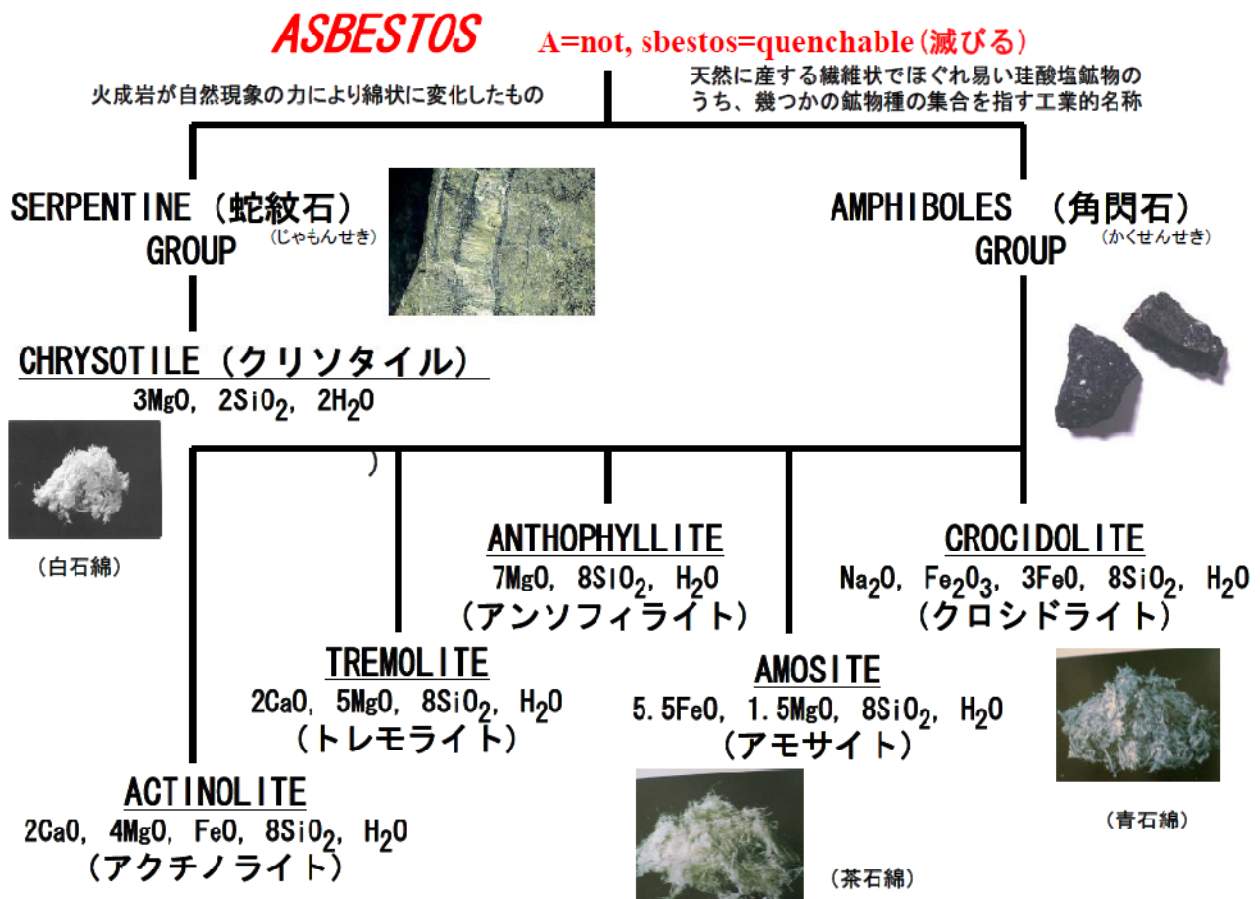 ASBESTOS A=not, sbestos=quenchable(滅びる)
火成岩が自然現象の力により綿状に変化したもの
天然に産する繊維状でほぐれ易い珪酸塩鉱物の
うち、幾つかの鉱物種の集合を指す工業的名称
SERPENTINE (蛇紋石)
GROUP (じゃもんせき)
AMPHIBOLES (角閃石)
GROUP (かくせんせき)
CHRYSOTILE (クリソタイル)
3MgO, 2SiO2, 2H2O
)
(白石綿)
ANTHOPHYLLITE
7MgO, 8SIO2, H2O
(アンソフィライト)
CROCIDOLITE
Na2O, Fe2O3, 3FeO, 8SiO2, H2O
(クロシドライト)
TREMOLITE
2CaO, 5MgO, 8SiO2, H2O
(トレモライト)
AMOSITE
5.5FeO, 1.5MgO, 8SiO2, H2O
(アモサイト)
ACTINOLITE
2CaO, 4MgO, FeO, 8SiO2, H2O
(アクチノライト)
(茶石綿)
(青石綿)